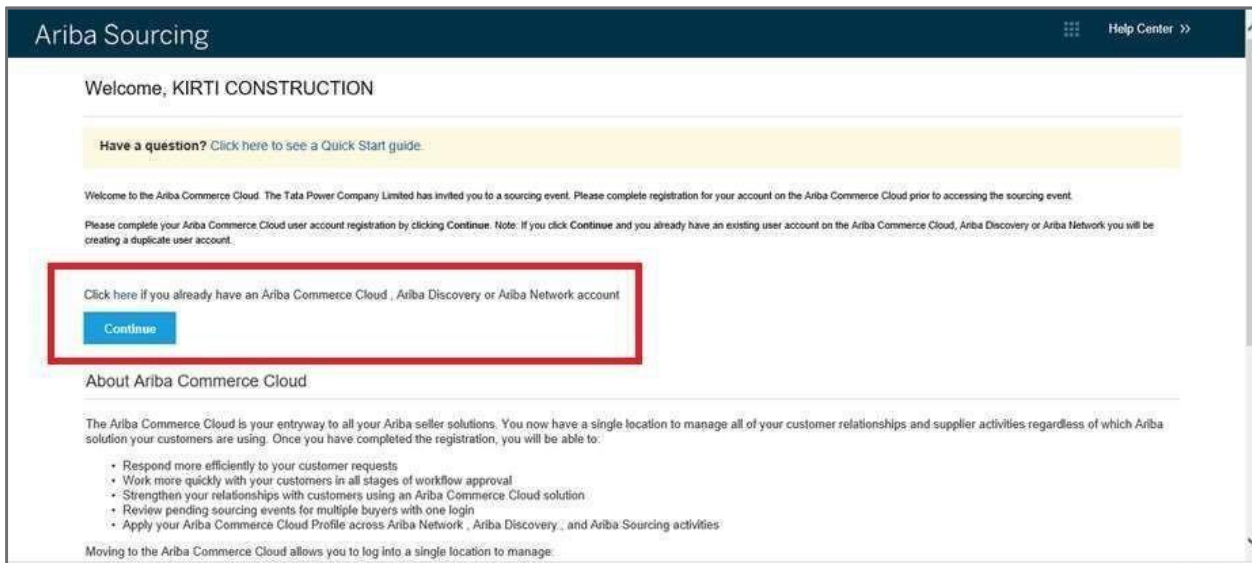 Ariba Sourcing
Help Center »
Welcome, KIRTI CONSTRUCTION
Have a question? Click here to see a Quick Start guide.
Welcome to the Ariba Commerce Cloud. The Tata Power Company Limited has invited you to a sourcing event. Please complete registration for your account on the Ariba Commerce Cloud prior to accessing the sourcing event.
Please complete your Ariba Commerce Cloud user account registration by clicking Continue. Note: If you click Continue and you already have an existing user account on the Ariba Commerce Cloud, Ariba Discovery or Ariba Network you will be
creating a duplicate user account.
Click here if you already have an Ariba Commerce Cloud , Ariba Discovery or Ariba Network account
Continue
About Ariba Commerce Cloud
The Ariba Commerce Cloud is your entryway to all your Ariba seller solutions. You now have a single location to manage all of your customer relationships and supplier activities regardless of which Ariba
solution your customers are using. Once you have completed the registration, you will be able to:
• Respond more efficiently to your customer requests
• Work more quickly with your customers in all stages of workflow approval
• Strengthen your relationships with customers using an Ariba Commerce Cloud solution
• Review pending sourcing events for multiple buyers with one login
• Apply your Ariba Commerce Cloud Profile across Ariba Network , Ariba Discovery , and Ariba Sourcing activities
Moving to the Ariba Commerce Cloud allows you to log into a single location to manage: